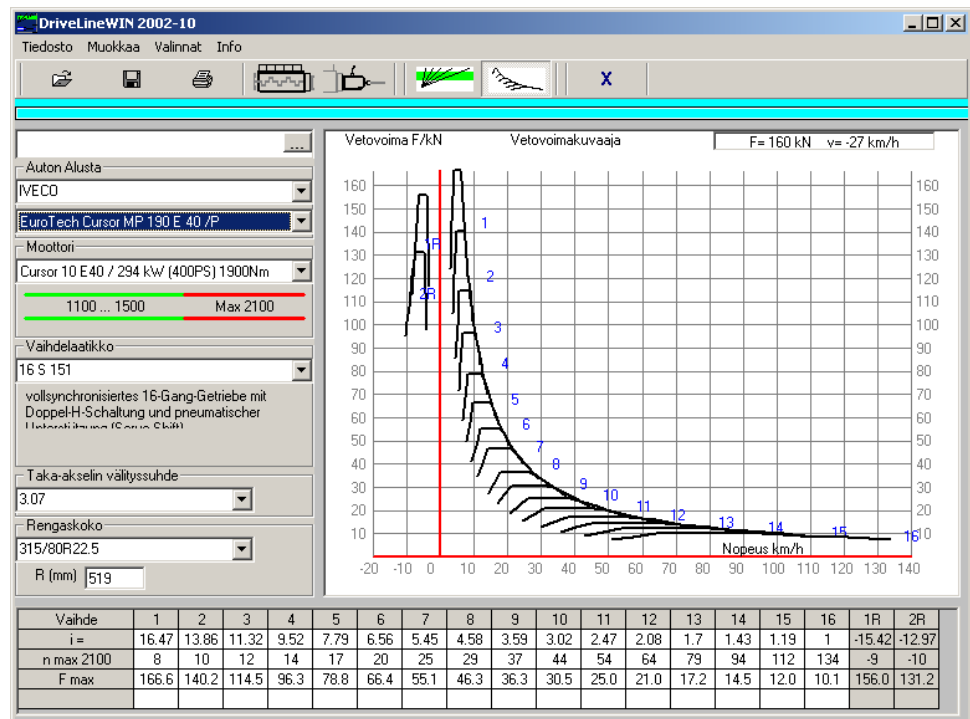 DriveLineWIN 2002-10
Tiedosto Muokkaa Valinnat Info
X
...
Auton Alusta
IVECO
EuroTech Cursor MP 190 E 40 /P
Moottori
Cursor 10 E40 / 294 kW (400PS) 1900Nm
1100 ... 1500 Max 2100
Vaihdelaatikko
16 S 151
vollsynchronisiertes 16-Gang-Getriebe mit
Doppel-H-Schaltung und pneumatischer
Taka-akselin välityssuhde
3.07
Rengaskoko
315/80R22.5
R (mm) 519
Vetovoima F/kN Vetovoimakuvaaja F= 160 kN v= -27 km/h
160 160
150 150
140 140
130 130
120 120
110 110
100 100
90 90
80 80
70 70
60 60
50 50
40 40
30 30
20 20
10 10
1R
2R
1
2
3
4
5
6
7
8
9
10
11
12
13
14
15
16
Nopeus km/h
-20 -10 0 10 20 30 40 50 60 70 80 90 100 110 120 130 140
Vaihde 1 2 3 4 5 6 7 8 9 10 11 12 13 14 15 16 1R 2R
i = 16.47 13.86 11.32 9.52 7.79 6.56 5.45 4.58 3.59 3.02 2.47 2.08 1.7 1.43 1.19 1 -15.42 -12.97
n max 2100 8 10 12 14 17 20 25 29 37 44 54 64 79 94 112 134 -9 -10
F max 166.6 140.2 114.5 96.3 78.8 66.4 55.1 46.3 36.3 30.5 25.0 21.0 17.2 14.5 12.0 10.1 156.0 131.2